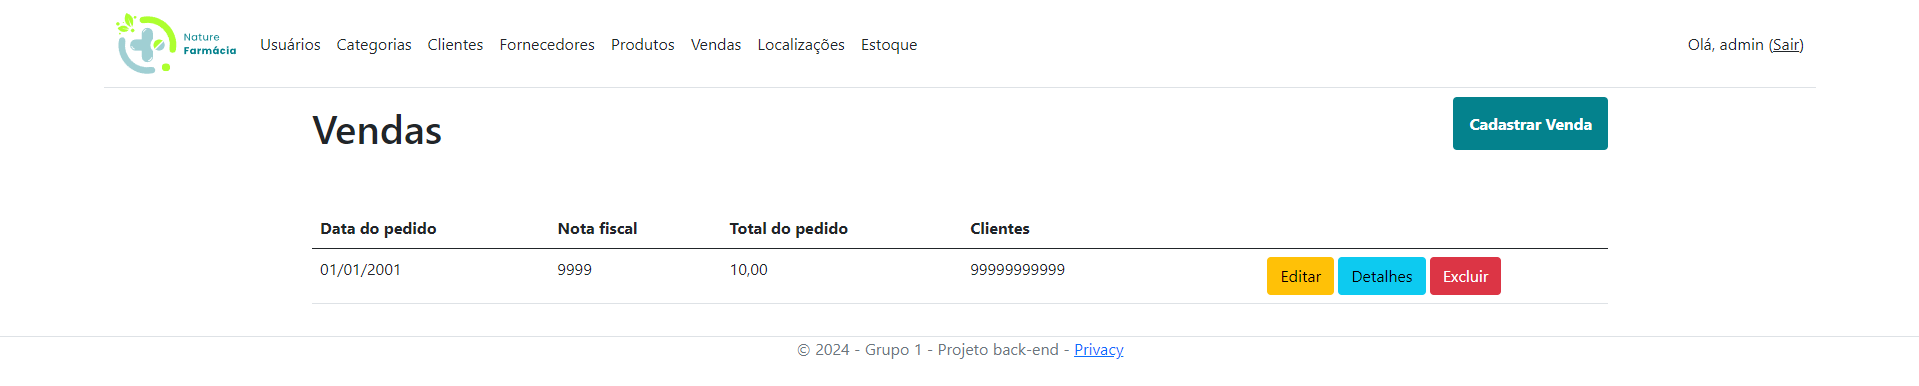 Nature
Farmácia
Usuários Categorias Clientes Fornecedores Produtos Vendas Localizações Estoque
Olá, admin (Sair)
Vendas
Cadastrar Venda
Data do pedido Nota fiscal Total do pedido Clientes
01/01/2001 9999 10,00 99999999999 Editar Detalhes Excluir
© 2024 - Grupo 1 - Projeto back-end - Privacy